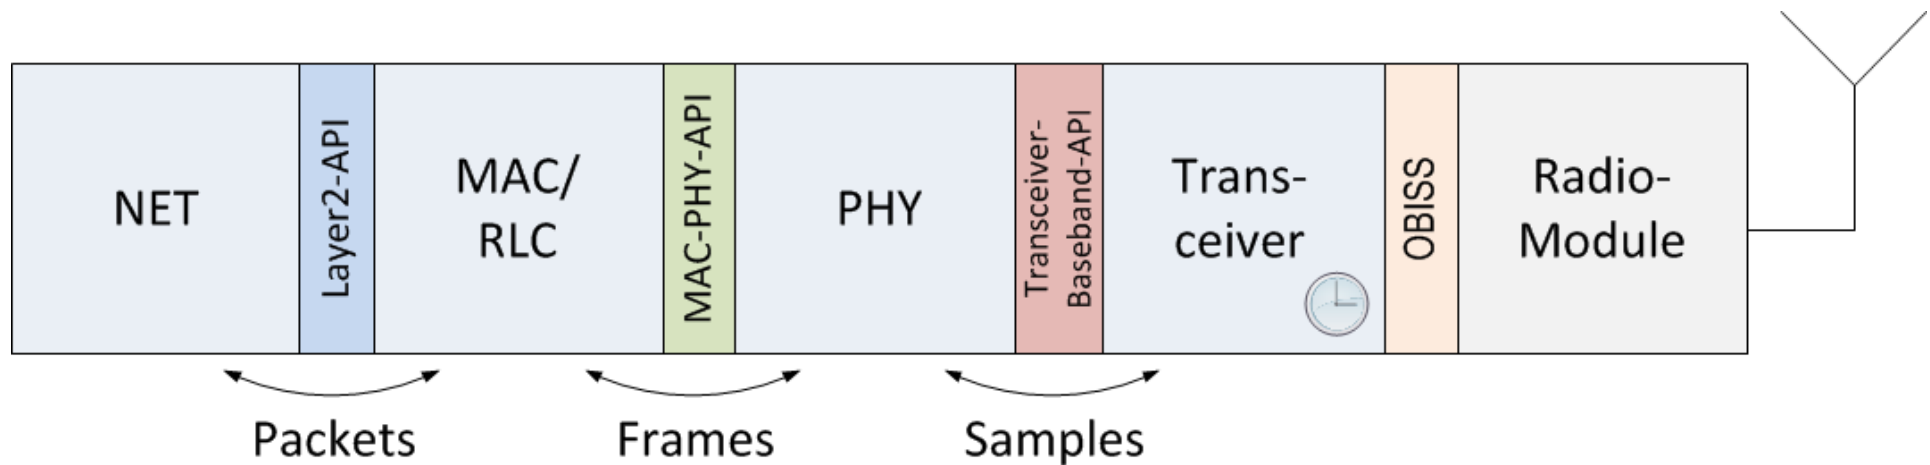 NET
Layer2-API
MAC/
RLC
MAC-PHY-API
PHY
Transceiver-
Baseband-API
Trans-
ceiver
OBISS
Radio-
Module
Packets
Frames
Samples